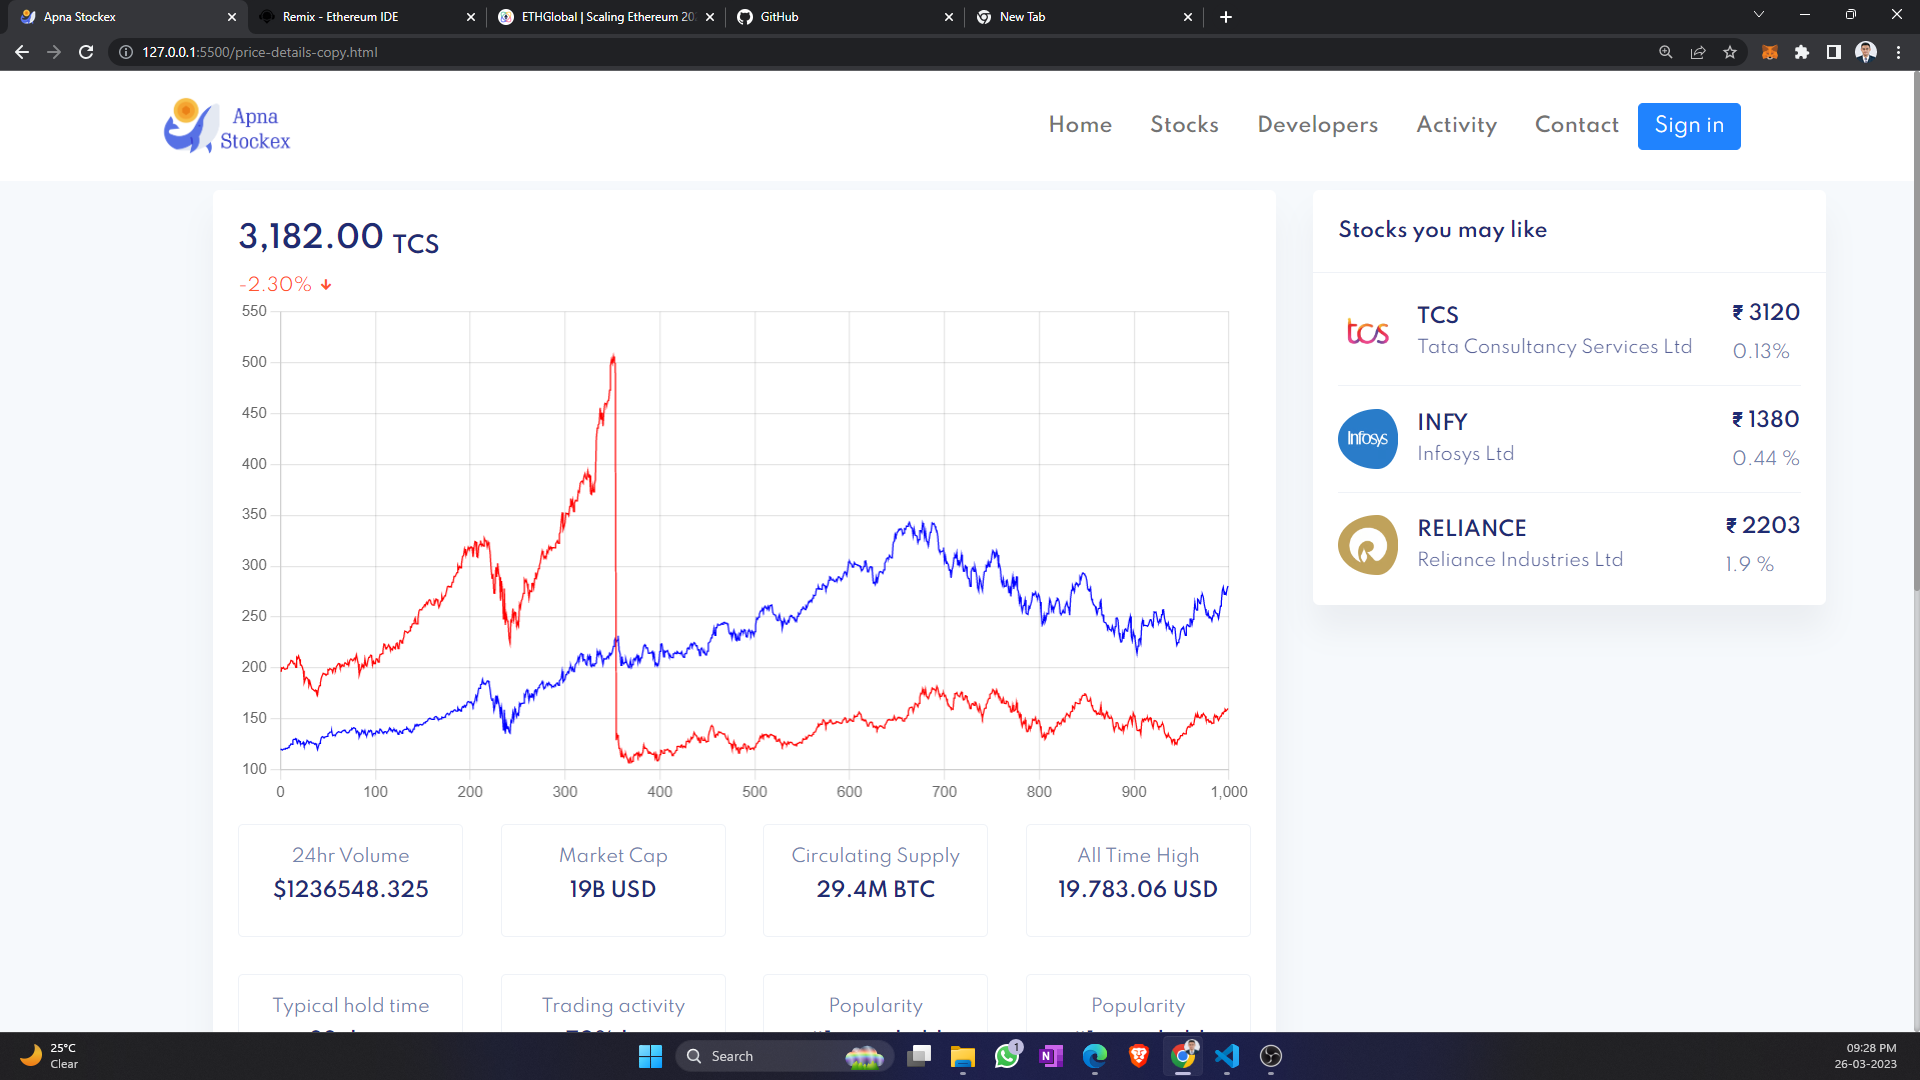 Apna Stockex
Remix - Ethereum IDE
ETHGlobal | Scaling Ethereum 20
GitHub
New Tab
127.0.0.1:5500/price-details-copy.html
Apna
Stockex
Home
Stocks
Developers
Activity
Contact
Sign in
3,182.00 TCS
-2.30%
550
500
450
400
350
300
250
200
150
100
0
100
200
300
400
500
600
700
800
900
1,000
24hr Volume
$1236548.325
Market Cap
19B USD
Circulating Supply
29.4M BTC
All Time High
19.783.06 USD
Typical hold time
Trading activity
Popularity
Popularity
Stocks you may like
tcs
TCS
Tata Consultancy Services Ltd
₹ 3120
0.13%
Infosys
INFY
Infosys Ltd
₹ 1380
0.44 %
RELIANCE
Reliance Industries Ltd
₹ 2203
1.9 %
25°C
Clear
Search
1
N
09:28 PM
26-03-2023